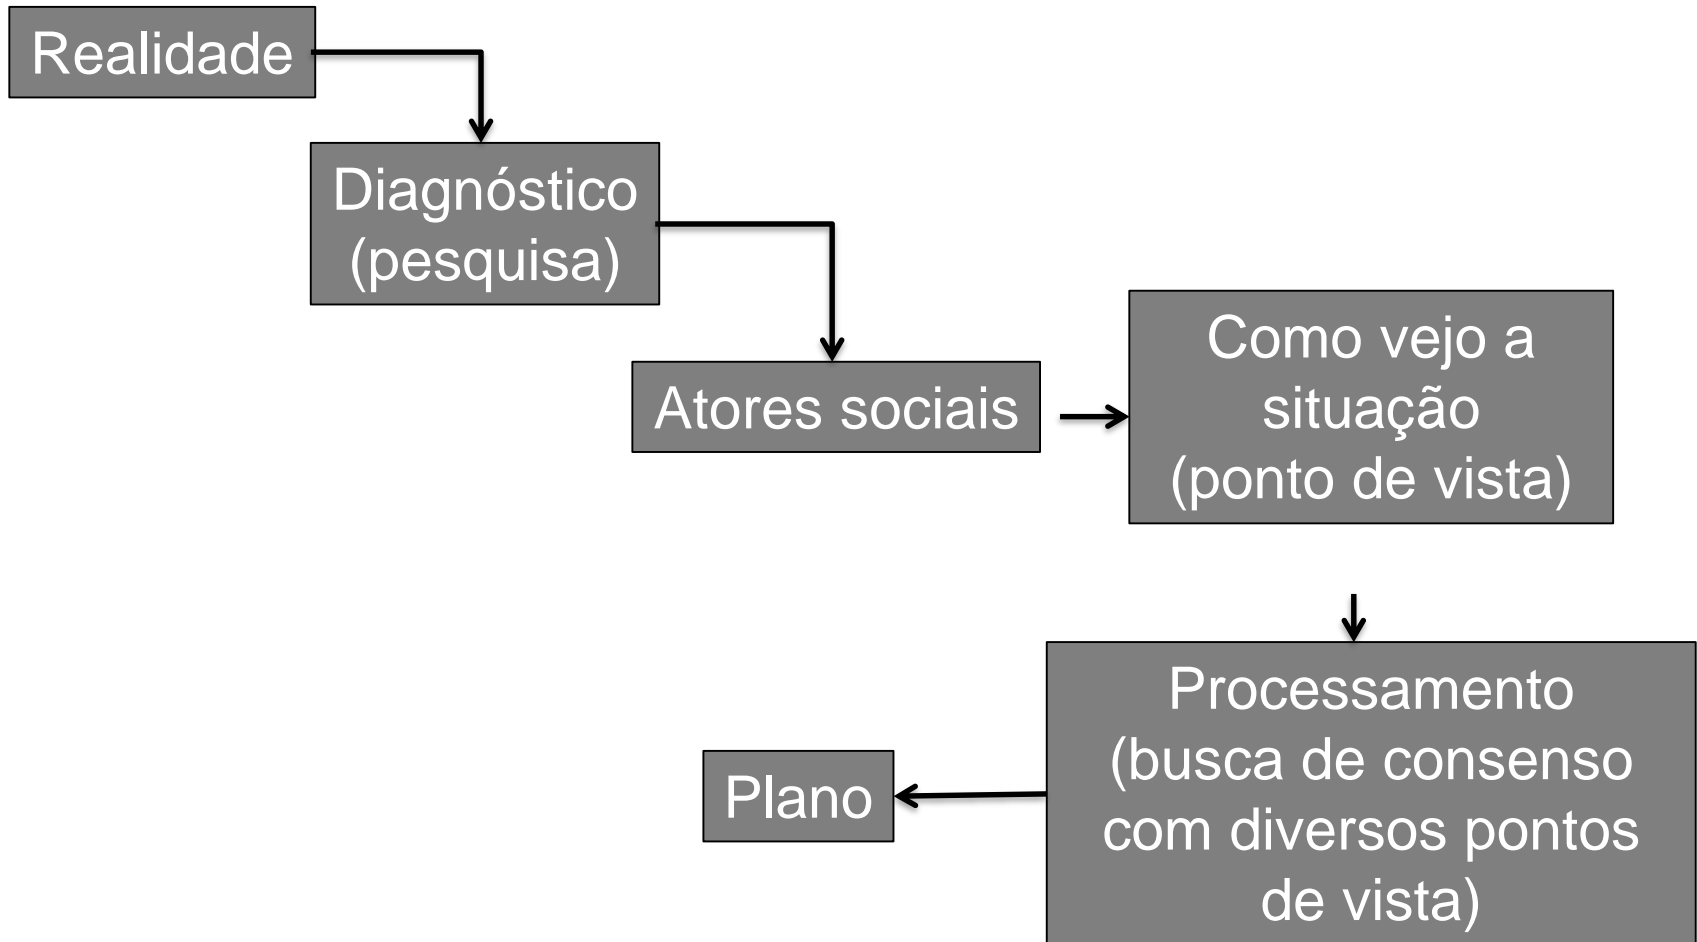 Realidade
Diagnóstico
(pesquisa)
Atores sociais
Como vejo a
situação
(ponto de vista)
Processamento
(busca de consenso
com diversos pontos
de vista)
Plano